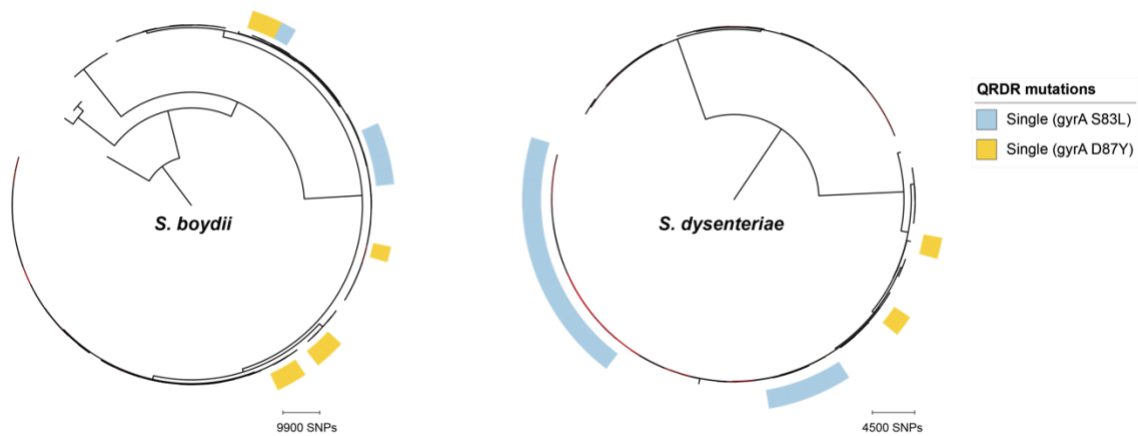 S. boydii
9900 SNPs
S. dysenteriae
4500 SNPs
QRDR mutations
Single (gyrA S83L)
Single (gyrA D87Y)